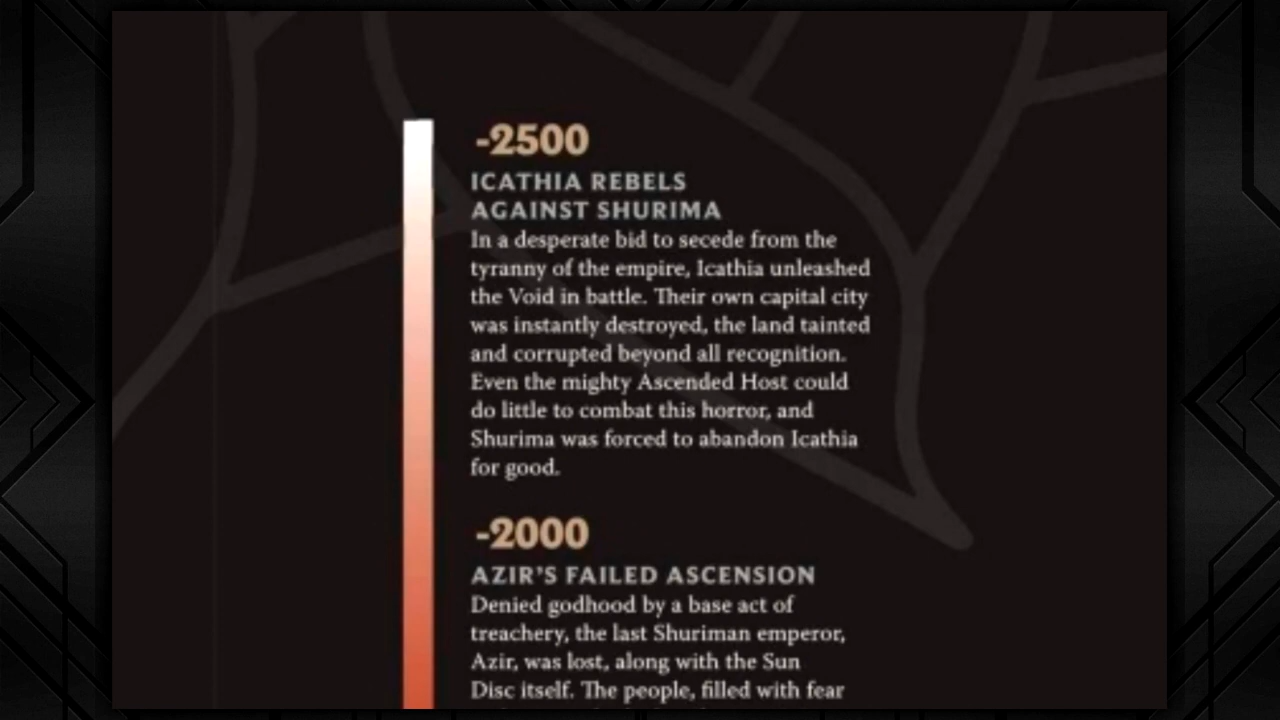 -2500
ICATHIA REBELS
AGAINST SHURIMA
In a desperate bid to secede from the
tyranny of the empire, Icathia unleashed
the Void in battle. Their own capital city
was instantly destroyed, the land tainted
and corrupted beyond all recognition.
Even the mighty Ascended Host could
do little to combat this horror, and
Shurima was forced to abandon Icathia
for good.
-2000
AZIR'S FAILED ASCENSION
Denied godhood by a base act of
treachery, the last Shuriman emperor,
Azir, was lost, along with the Sun
Disc itself. The people, filled with fear